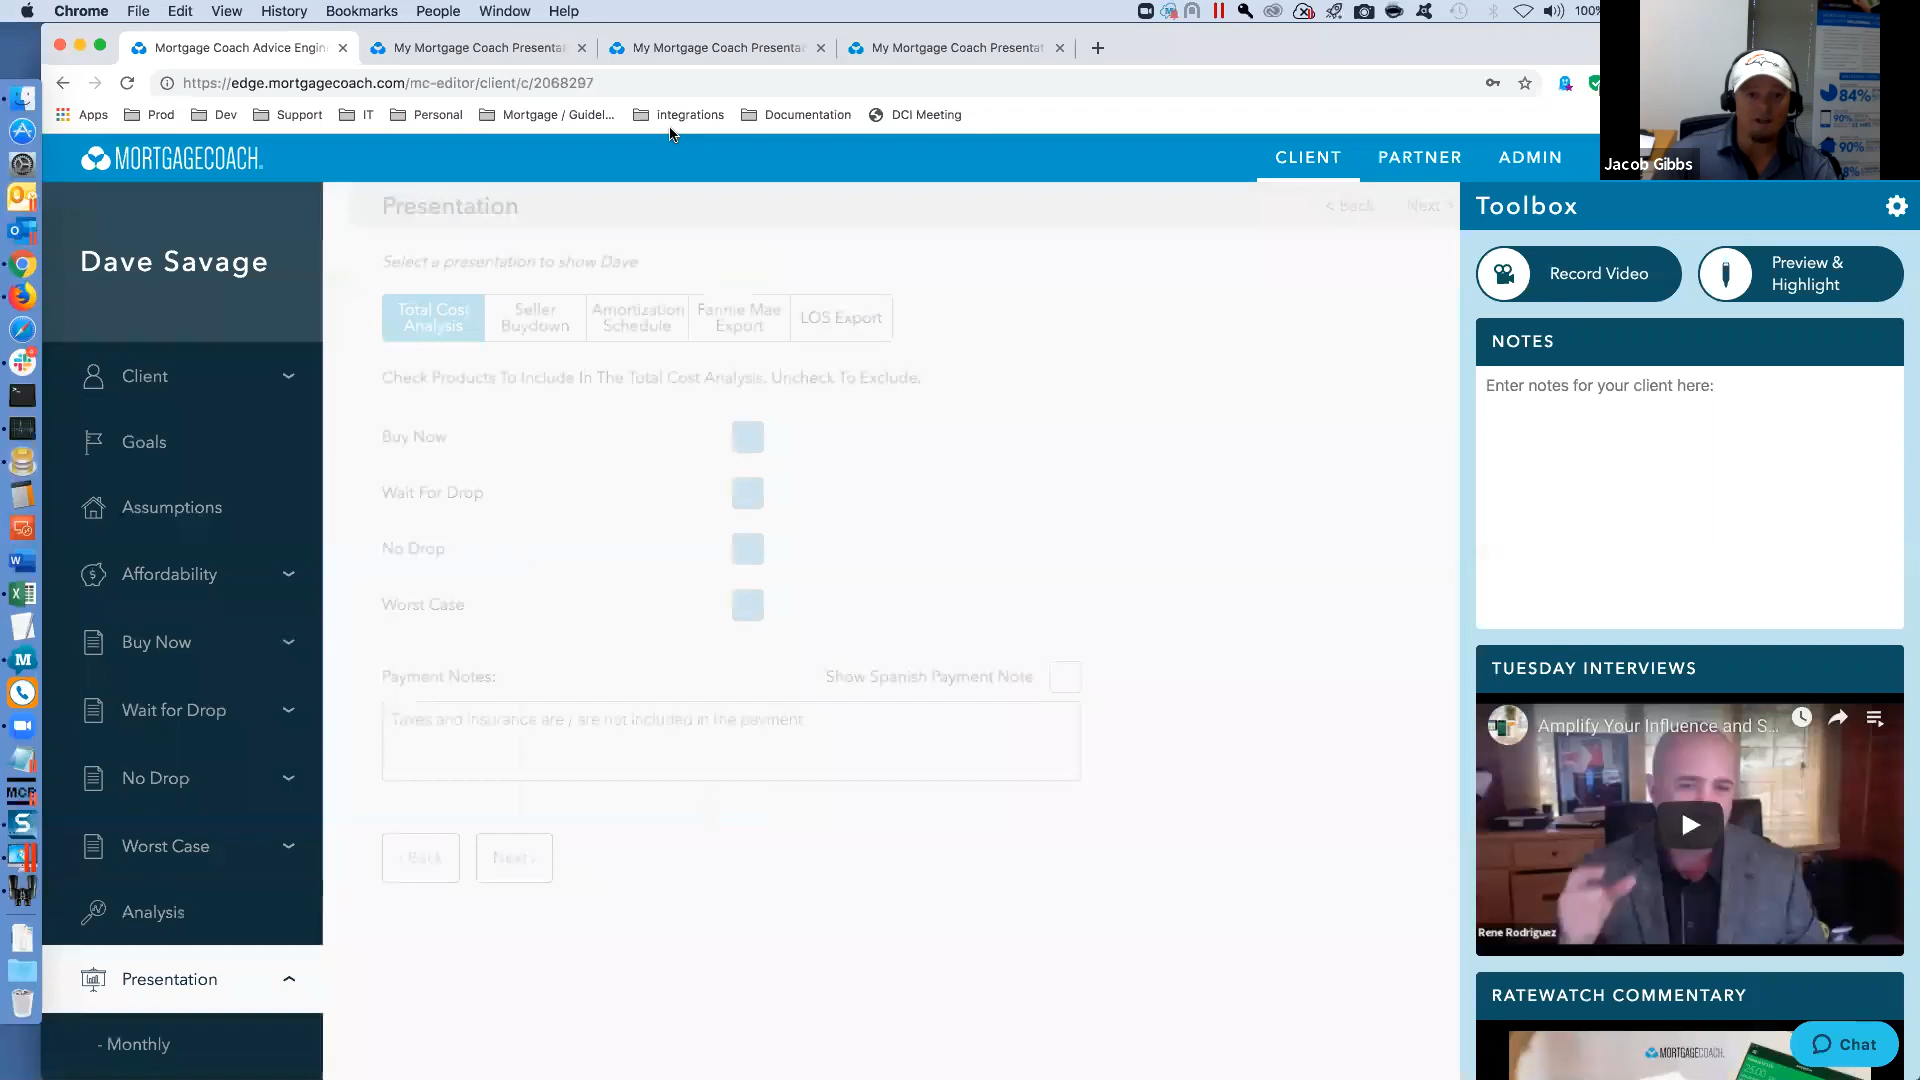 Chrome File Edit View History Bookmarks People Window Help
100%
Mortgage Coach Advice Engin
My Mortgage Coach Presenta
My Mortgage Coach Presenta
My Mortgage Coach Presentat
https://edge.mortgagecoach.com/mc-editor/client/c/2068297
Apps Prod Dev Support IT Personal Mortgage / Guidel... integrations Documentation DCI Meeting
84%
90%
90%
Jacob Gibbs
MORTGAGECOACH
CLIENT PARTNER ADMIN
Dave Savage
Client
Goals
Assumptions
Affordability
Buy Now
Wait for Drop
No Drop
Worst Case
Analysis
Presentation
- Monthly
Presentation
< Back Next >
Select a presentation to show Dave
Total Cost Analysis
Seller Buydown
Amortization Schedule
Fannie Mae Export
LOS Export
Check Products To Include In The Total Cost Analysis. Uncheck To Exclude.
Buy Now
Wait For Drop
No Drop
Worst Case
Payment Notes:
Show Spanish Payment Note
Taxes and Insurance are / are not included in the payment
‹ Back
Next ›
Toolbox
Record Video
Preview & Highlight
NOTES
Enter notes for your client here:
TUESDAY INTERVIEWS
Amplify Your Influence and S...
Rene Rodriguez
RATEWATCH COMMENTARY
MORTGAGECOACH
Chat